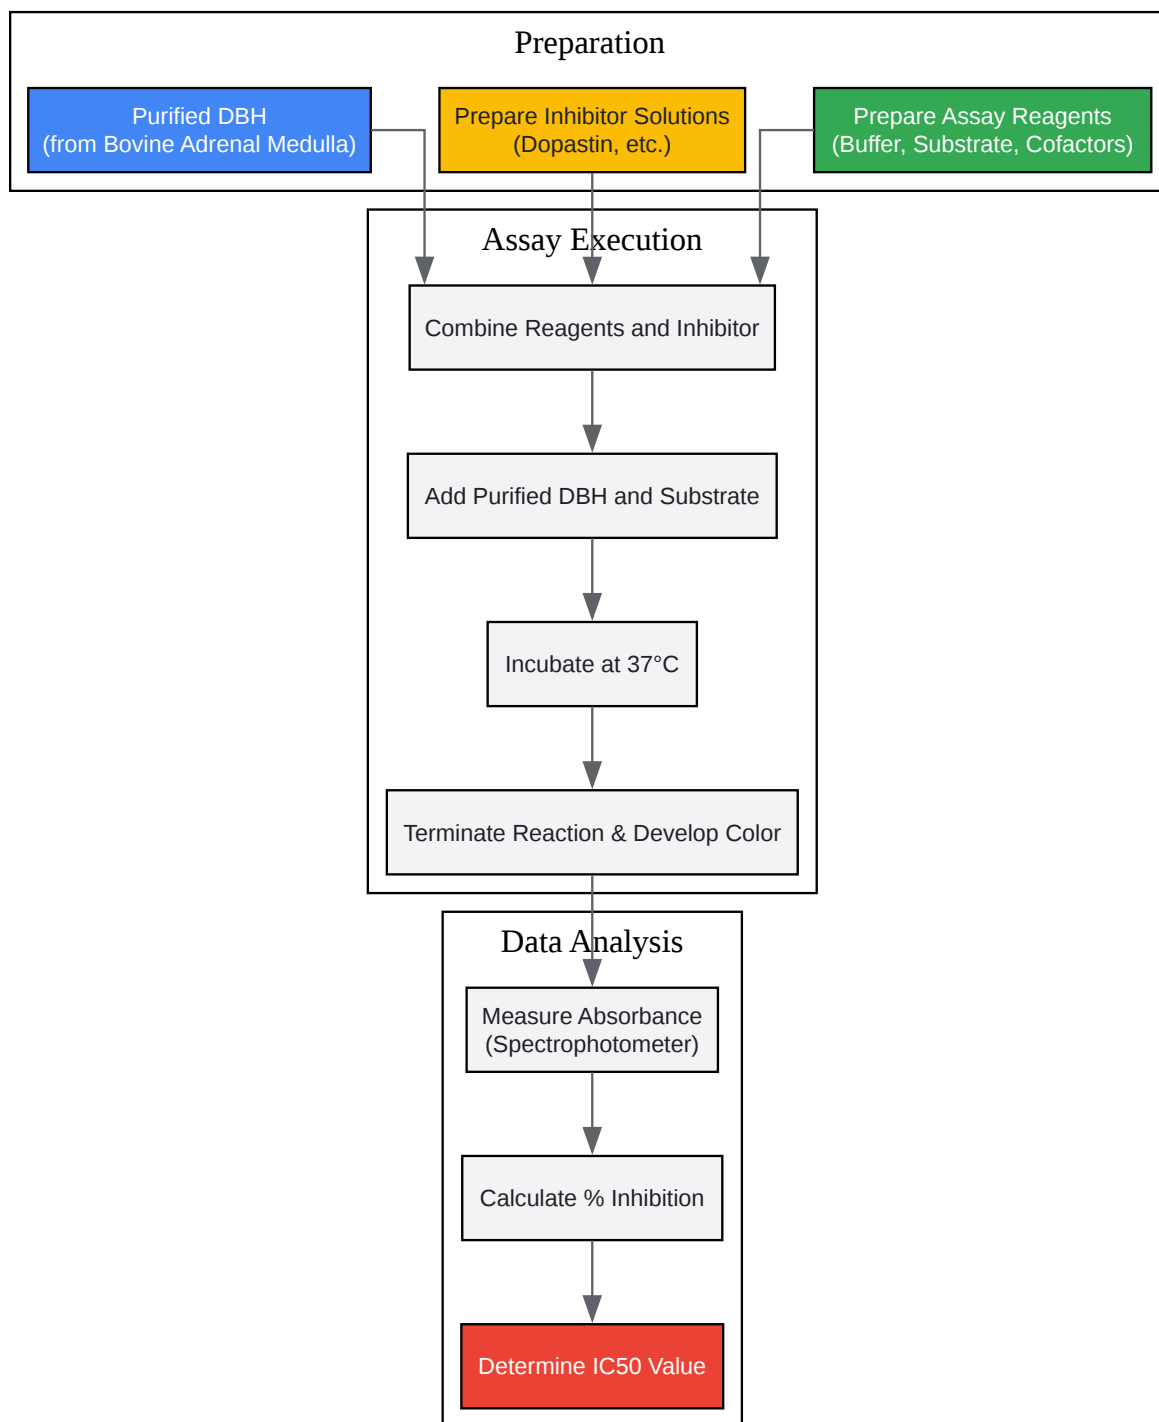 Preparation
Purified DBH
(from Bovine Adrenal Medulla)
Prepare Inhibitor Solutions
(Dopastin, etc.)
Prepare Assay Reagents
(Buffer, Substrate, Cofactors)
Assay Execution
Combine Reagents and Inhibitor
Add Purified DBH and Substrate
Incubate at 37°C
Terminate Reaction & Develop Color
Data Analysis
Measure Absorbance
(Spectrophotometer)
Calculate % Inhibition
Determine IC50 Value